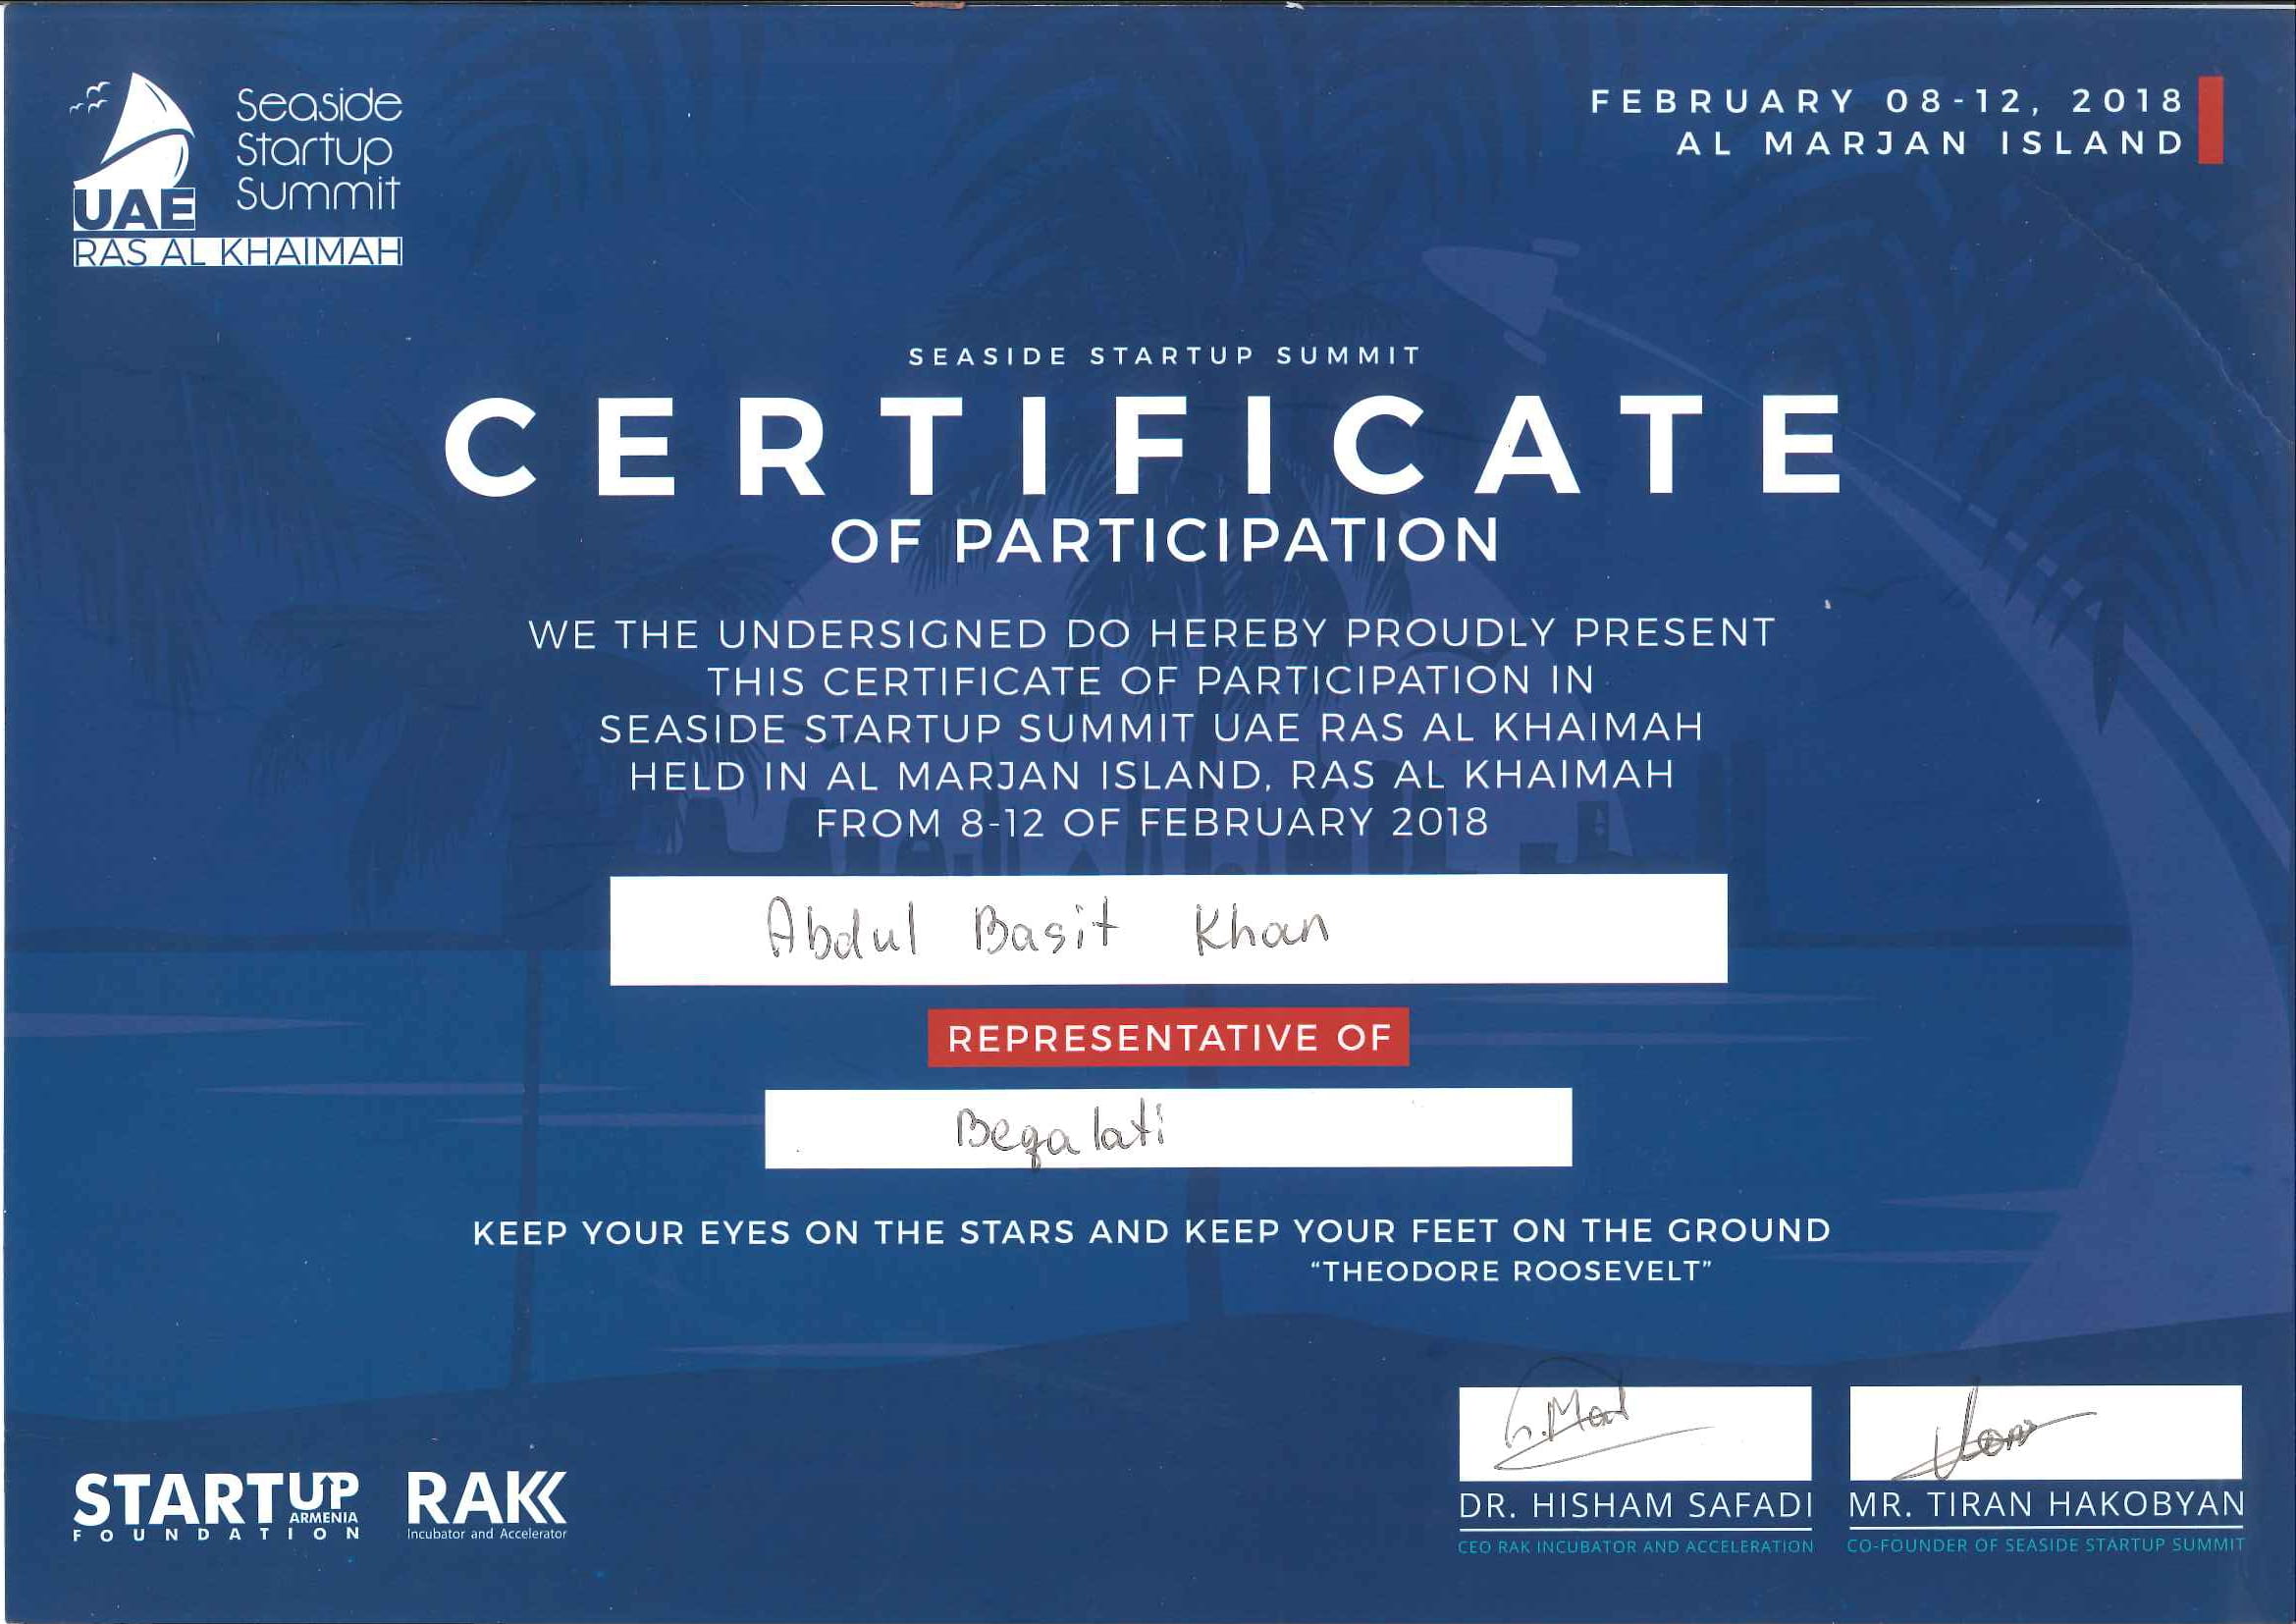 Seaside
Startup
Summit
UAE
RAS AL KHAIMAH
FEBRUARY 08-12, 2018
AL MARJAN ISLAND
SEASIDE STARTUP SUMMIT
CERTIFICATE
OF PARTICIPATION
WE THE UNDERSIGNED DO HEREBY PROUDLY PRESENT
THIS CERTIFICATE OF PARTICIPATION IN
SEASIDE STARTUP SUMMIT UAE RAS AL KHAIMAH
HELD IN AL MARJAN ISLAND, RAS AL KHAIMAH
FROM 8-12 OF FEBRUARY 2018
Abdul Basit Khan
REPRESENTATIVE OF
Beqalati
KEEP YOUR EYES ON THE STARS AND KEEP YOUR FEET ON THE GROUND
“THEODORE ROOSEVELT”
STARTUP
ARMENIA
FOUNDATION
RAK
Incubator and Accelerator
DR. HISHAM SAFADI
CEO RAK INCUBATOR AND ACCELERATION
MR. TIRAN HAKOBYAN
CO-FOUNDER OF SEASIDE STARTUP SUMMIT